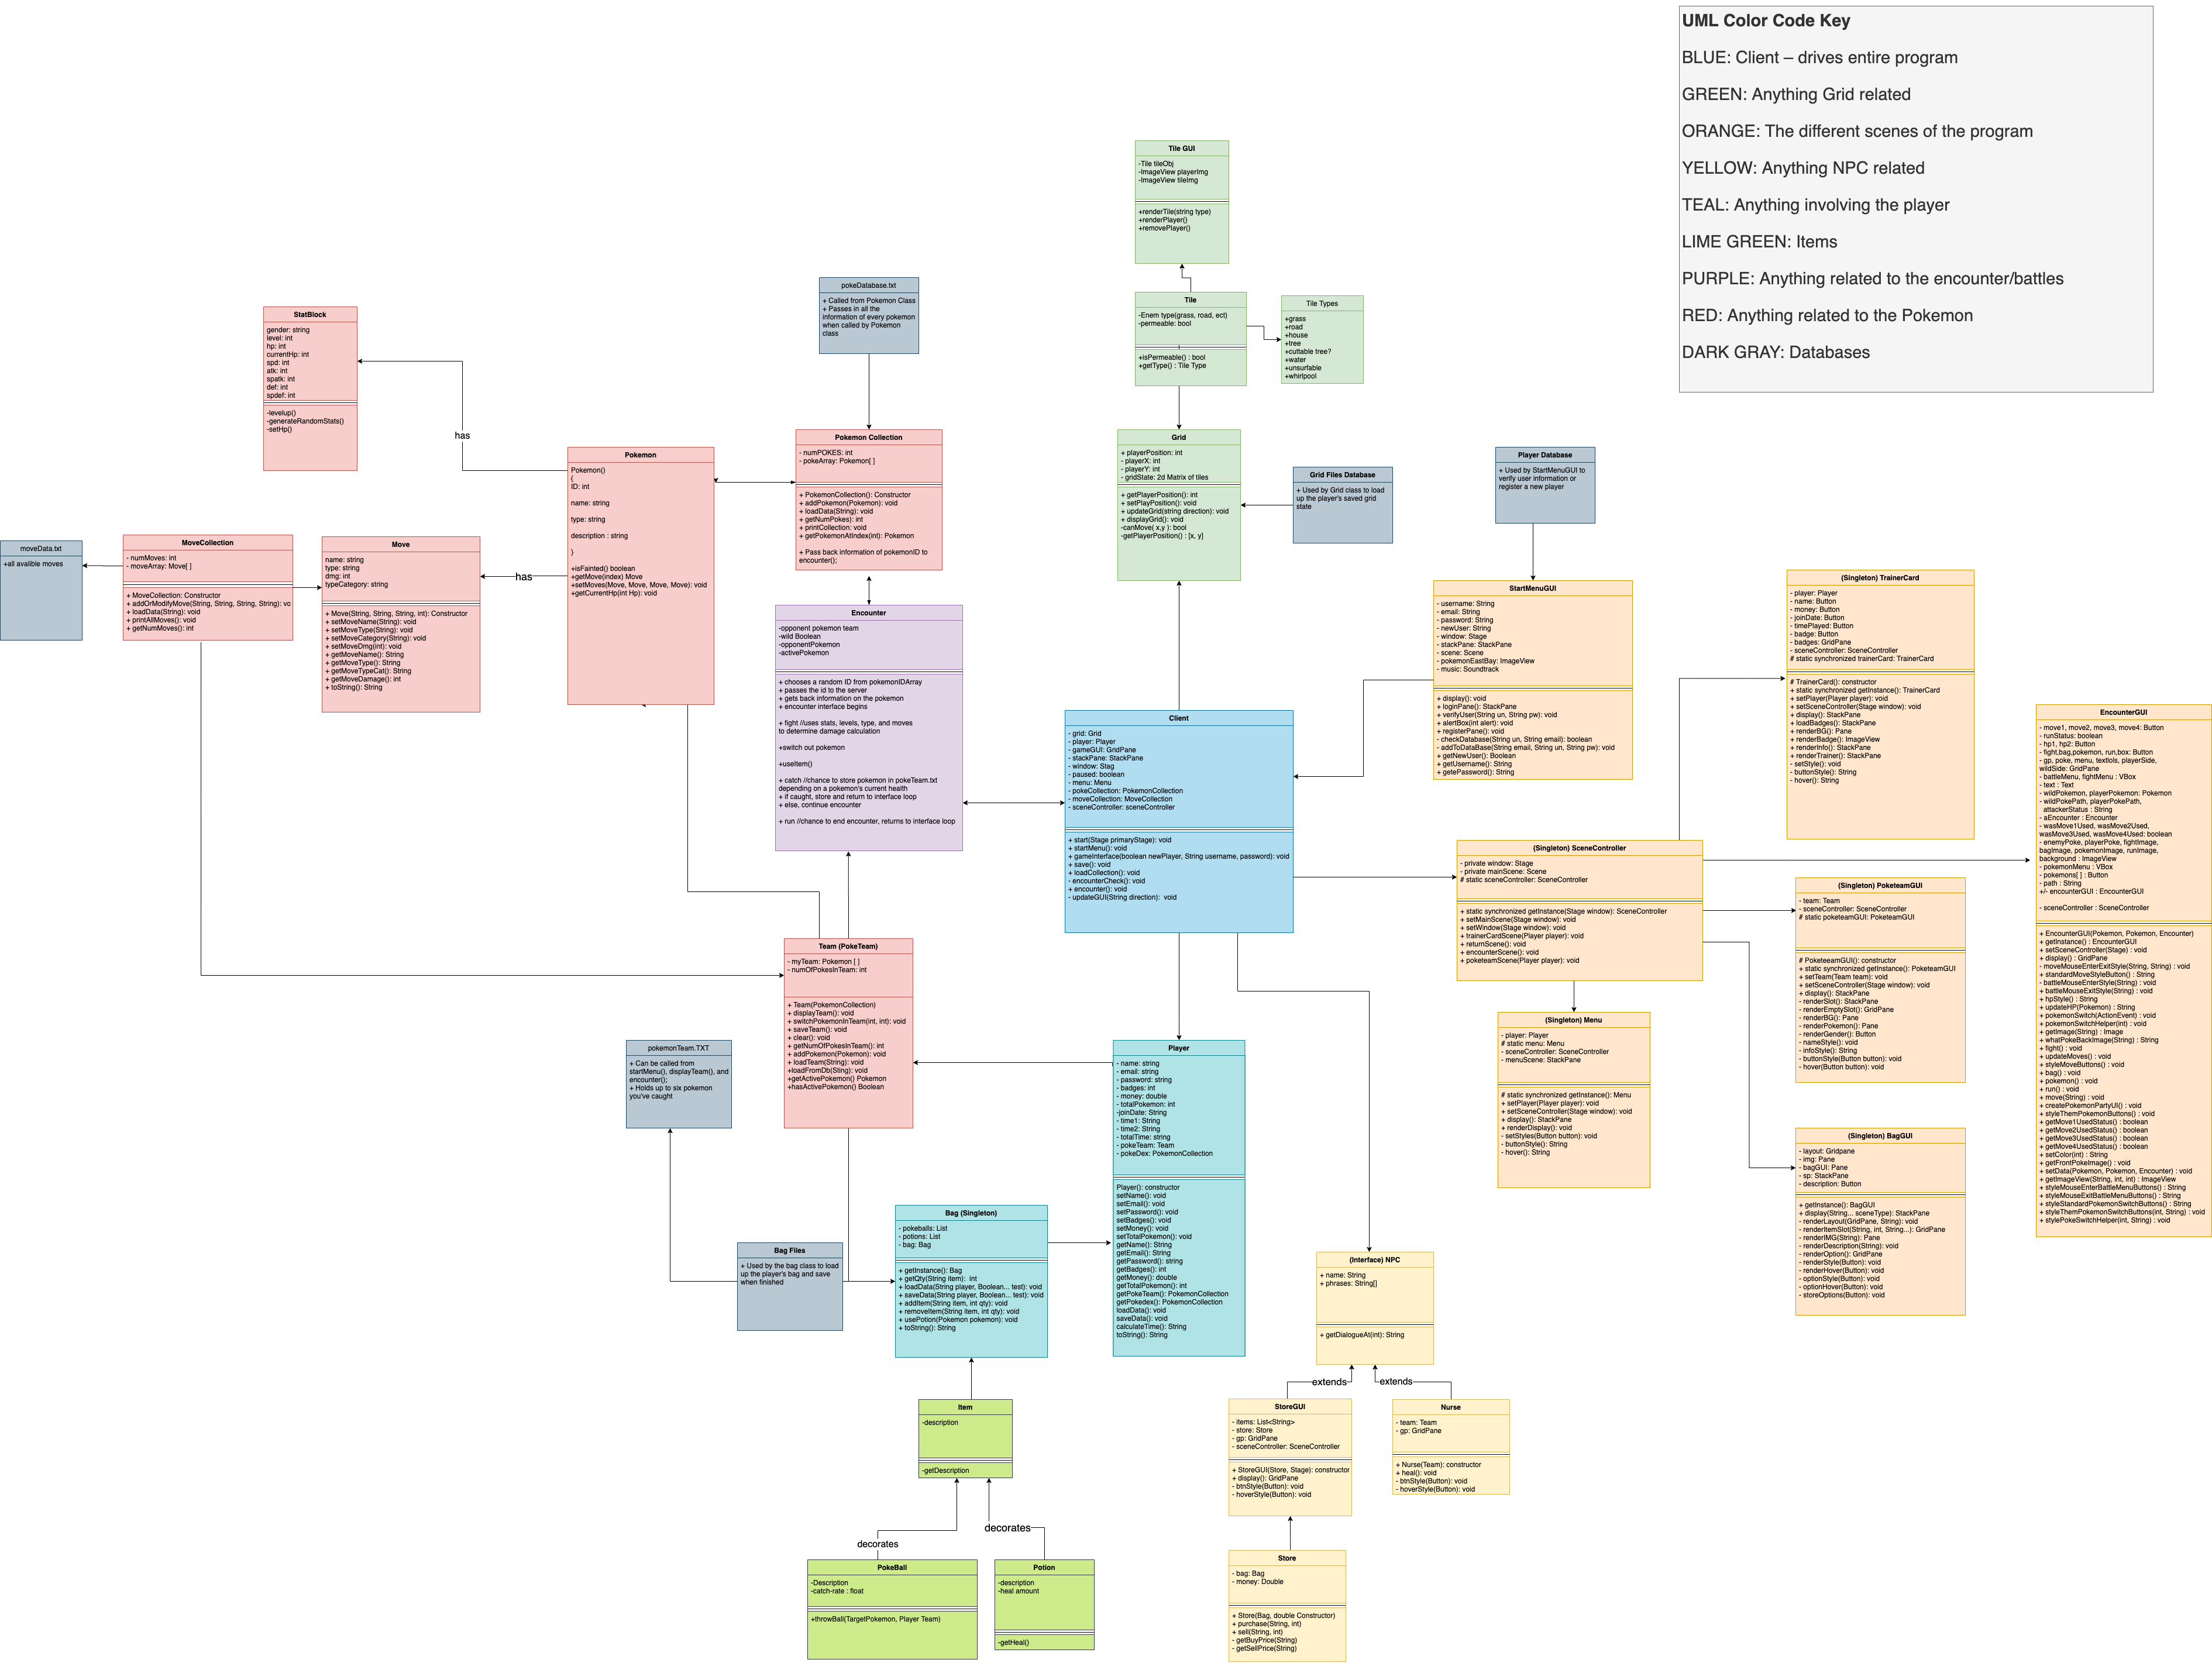 UML Color Code Key
BLUE: Client – drives entire program
GREEN: Anything Grid related
ORANGE: The different scenes of the program
YELLOW: Anything NPC related
TEAL: Anything involving the player
LIME GREEN: Items
PURPLE: Anything related to the encounter/battles
RED: Anything related to the Pokemon
DARK GRAY: Databases
Tile GUI
-Tile tileObj
-ImageView playerImg
-ImageView tileImg
+renderTile(string type)
+renderPlayer()
+removePlayer()
Tile
-Enem type(grass, road, ect)
-permeable: bool
+isPermeable() : bool
+getType() : Tile Type
Tile Types
+grass
+road
+house
+tree
+cuttable tree?
+water
+unsurfable
+whirlpool
pokeDatabase.txt
+ Called from Pokemon Class
+ Passes in all the
information of every pokemon
when called by Pokemon
class
StatBlock
gender: string
level: int
hp: int
currentHp: int
spd: int
atk: int
spatk: int
def: int
spdef: int
-levelup()
-generateRandomStats()
-setHp()
has
Pokemon
Pokemon()
{
ID: int
name: string
type: string
description : string
}
+isFainted() boolean
+getMove(index) Move
+setMoves(Move, Move, Move, Move): void
+getCurrentHp(int Hp): void
Pokemon Collection
- numPOKES: int
- pokeArray: Pokemon[ ]
+ PokemonCollection(): Constructor
+ addPokemon(Pokemon): void
+ loadData(String): void
+ getNumPokes): int
+ printCollection: void
+ getPokemonAtIndex(int): Pokemon
+ Pass back information of pokemonID to
encounter();
Grid
+ playerPosition: int
- playerX: int
- playerY: int
- gridState: 2d Matrix of tiles
+ getPlayerPosition(): int
+ setPlayPosition(): void
+ updateGrid(string direction): void
+ displayGrid(): void
-canMove( x,y ): bool
-getPlayerPosition() : [x, y]
Grid Files Database
+ Used by Grid class to load
up the player's saved grid
state
Player Database
+ Used by StartMenuGUI to
verify user information or
register a new player
moveData.txt
+all avalible moves
MoveCollection
- numMoves: int
- moveArray: Move[ ]
+ MoveCollection: Constructor
+ addOrModifyMove(String, String, String, String): vo
+ loadData(String): void
+ printAllMoves(): void
+ getNumMoves(): int
Move
name: string
type: string
dmg: int
typeCategory: string
+ Move(String, String, String, int): Constructor
+ setMoveName(String): void
+ setMoveType(String): void
+ setMoveCategory(String): void
+ setMoveDmg(int): void
+ getMoveName(): String
+ getMoveType(): String
+ getMoveTypeCat(): String
+ getMoveDamage(): int
+ toString(): String
has
Encounter
-opponent pokemon team
-wild Boolean
-opponentPokemon
-activePokemon
+ chooses a random ID from pokemonIDArray
+ passes the id to the server
+ gets back information on the pokemon
+ encounter interface begins
+ fight //uses stats, levels, type, and moves
to determine damage calculation
+switch out pokemon
+useItem()
+ catch //chance to store pokemon in pokeTeam.txt
depending on a pokemon's current health
+ if caught, store and return to interface loop
+ else, continue encounter
+ run //chance to end encounter, returns to interface loop
Client
- grid: Grid
- player: Player
- gameGUI: GridPane
- stackPane: StackPane
- window: Stag
- paused: boolean
- menu: Menu
- pokeCollection: PokemonCollection
- moveCollection: MoveCollection
- sceneController: sceneController
+ start(Stage primaryStage): void
+ startMenu(): void
+ gameInterface(boolean newPlayer, String username, password): void
+ save(): void
+ loadCollection(): void
- encounterCheck(): void
+ encounter(): void
- updateGUI(String direction):  void
StartMenuGUI
- username: String
- email: String
- password: String
- newUser: String
- window: Stage
- stackPane: StackPane
- scene: Scene
- pokemonEastBay: ImageView
- music: Soundtrack
+ display(): void
+ loginPane(): StackPane
+ verifyUser(String un, String pw): void
+ alertBox(int alert): void
+ registerPane(): void
- checkDatabase(String un, String email): boolean
- addToDataBase(String email, String un, String pw): void
+ getNewUser(): Boolean
+ getUsername(): String
+ getePassword(): String
(Singleton) TrainerCard
- player: Player
- name: Button
- money: Button
- joinDate: Button
- timePlayed: Button
- badge: Button
- badges: GridPane
- sceneController: SceneController
# static synchronized trainerCard: TrainerCard
# TrainerCard(): constructor
+ static synchronized getInstance(): TrainerCard
+ setPlayer(Player player): void
+ setSceneController(Stage window): void
+ display(): StackPane
+ loadBadges(): StackPane
+ renderBG(): Pane
+ renderBadge(): ImageView
+ renderInfo(): StackPane
+ renderTrainer(): StackPane
- setStyle(): void
- buttonStyle(): String
- hover(): String
EncounterGUI
- move1, move2, move3, move4: Button
- runStatus: boolean
- hp1, hp2: Button
- fight,bag,pokemon, run,box: Button
- gp, poke, menu, textlols, playerSide,
wildSide: GridPane
- battleMenu, fightMenu : VBox
- text : Text
- wildPokemon, playerPokemon: Pokemon
- wildPokePath, playerPokePath,
attackerStatus : String
- aEncounter : Encounter
- wasMove1Used, wasMove2Used,
wasMove3Used, wasMove4Used: boolean
- enemyPoke, playerPoke, fightImage,
bagImage, pokemonImage, runImage,
background : ImageView
- pokemonMenu : VBox
- pokemons[ ] : Button
- path : String
+/- encounterGUI : EncounterGUI
- sceneController : SceneController
+ EncounterGUI(Pokemon, Pokemon, Encounter)
+ getInstance() : EncounterGUI
+ setSceneController(Stage) : void
+ display() : GridPane
- moveMouseEnterExitStyle(String, String) : void
+ standardMoveStyleButton() : String
- battleMouseEnterStyle(String) : void
+ battleMouseExitStyle(String) : void
+ hpStyle() : String
+ updateHP(Pokemon) : String
+ pokemonSwitch(ActionEvent) : void
+ pokemonSwitchHelper(int) : void
+ getImage(String) : Image
+ whatPokeBackImage(String) : String
+ fight() : void
+ updateMoves() : void
+ styleMoveButtons() : void
+ bag() : void
+ pokemon() : void
+ run() : void
+ move(String) : void
+ createPokemonPartyUI() : void
+ styleThemPokemonButtons() : void
+ getMove1UsedStatus() : boolean
+ getMove2UsedStatus() : boolean
+ getMove3UsedStatus() : boolean
+ getMove4UsedStatus() : boolean
+ setColor(int) : String
+ getFrontPokeImage() : void
+ setData(Pokemon, Pokemon, Encounter) : void
+ getImageView(String, int, int) : ImageView
+ styleMouseEnterBattleMenuButtons() : String
+ styleMouseExitBattleMenuButtons() : String
+ styleStandardPokemonSwitchButtons() : String
+ styleThemPokemonSwitchButtons(int, String) : void
+ stylePokeSwitchHelper(int, String) : void
(Singleton) SceneController
- private window: Stage
- private mainScene: Scene
# static sceneController: SceneController
+ static synchronized getInstance(Stage window): SceneController
+ setMainScene(Stage window): void
+ setWindow(Stage window): void
+ trainerCardScene(Player player): void
+ returnScene(): void
+ encounterScene(): void
+ poketeamScene(Player player): void
(Singleton) PoketeamGUI
- team: Team
- sceneController: SceneController
# static poketeamGUI: PoketeamGUI
# PoketeeamGUI(): constructor
+ static synchronized getInstance(): PoketeamGUI
+ setTeam(Team team): void
+ setSceneController(Stage window): void
+ display(): StackPane
- renderSlot(): StackPane
- renderEmptySlot(): GridPane
- renderBG(): Pane
- renderPokemon(): Pane
- renderGender(): Button
- nameStyle(): void
- infoStyle(): String
- buttonStyle(Button button): void
- hover(Button button): void
(Singleton) Menu
- player: Player
# static menu: Menu
- sceneController: SceneController
- menuScene: StackPane
# static synchronized getInstance(): Menu
+ setPlayer(Player player): void
+ setSceneController(Stage window): void
+ display(): StackPane
+ renderDisplay(): void
- setStyles(Button button): void
- buttonStyle(): String
- hover(): String
(Singleton) BagGUI
- layout: Gridpane
- img: Pane
- bagGUI: Pane
- sp: StackPane
- description: Button
+ getInstance(): BagGUI
+ display(String... sceneType): StackPane
- renderLayout(GridPane, String): void
- renderItemSlot(String, int, String...): GridPane
- renderIMG(String): Pane
- renderDescription(String): void
- renderOption(): GridPane
- renderStyle(Button): void
- renderHover(Button): void
- optionStyle(Button): void
- optionHover(Button): void
- storeOptions(Button): void
Team (PokeTeam)
- myTeam: Pokemon [ ]
- numOfPokesInTeam: int
+ Team(PokemonCollection)
+ displayTeam(): void
+ switchPokemonInTeam(int, int): void
+ saveTeam(): void
+ clear(): void
+ getNumOfPokesInTeam(): int
+ addPokemon(Pokemon): void
+ loadTeam(String): void
+loadFromDb(Sting): void
+getActivePokemon() Pokemon
+hasActivePokemon() Boolean
pokemonTeam.TXT
+ Can be called from
startMenu(), displayTeam(), and
encounter();
+ Holds up to six pokemon
you've caught
Player
- name: string
- email: string
- password: string
- badges: int
- money: double
- totalPokemon: int
-joinDate: String
- time1: String
- time2: String
- totalTime: string
- pokeTeam: Team
- pokeDex: PokemonCollection
Player(): constructor
setName(): void
setEmail(): void
setPassword(): void
setBadges(): void
setMoney(): void
setTotalPokemon(): void
getName(): String
getEmail(): String
getPassword(): string
getBadges(): int
getMoney(): double
getTotalPokemon(): int
getPokeTeam(): PokemonCollection
getPokedex(): PokemonCollection
loadData(): void
saveData(): void
calculateTime(): String
toString(): String
Bag (Singleton)
- pokeballs: List
- potions: List
- bag: Bag
+ getInstance(): Bag
+ getQty(String item):  int
+ loadData(String player, Boolean... test): void
+ saveData(String player, Boolean... test): void
+ addItem(String item, int qty): void
+ removeItem(String item, int qty): void
+ usePotion(Pokemon pokemon): void
+ toString(): String
Bag Files
+ Used by the bag class to load
up the player's bag and save
when finished
(Interface) NPC
+ name: String
+ phrases: String[]
+ getDialogueAt(int): String
extends
extends
Item
-description
-getDescription
StoreGUI
- items: List<String>
- store: Store
- gp: GridPane
- sceneController: SceneController
+ StoreGUI(Store, Stage): constructor
+ display(): GridPane
- btnStyle(Button): void
- hoverStyle(Button): void
Nurse
- team: Team
- gp: GridPane
+ Nurse(Team): constructor
+ heal(): void
- btnStyle(Button): void
- hoverStyle(Button): void
decorates
decorates
PokeBall
-Description
-catch-rate : float
+throwBall(TargetPokemon, Player Team)
Potion
-description
-heal amount
-getHeal()
Store
- bag: Bag
- money: Double
+ Store(Bag, double Constructor)
+ purchase(String, int)
+ sell(String, int)
- getBuyPrice(String)
- getSellPrice(String)